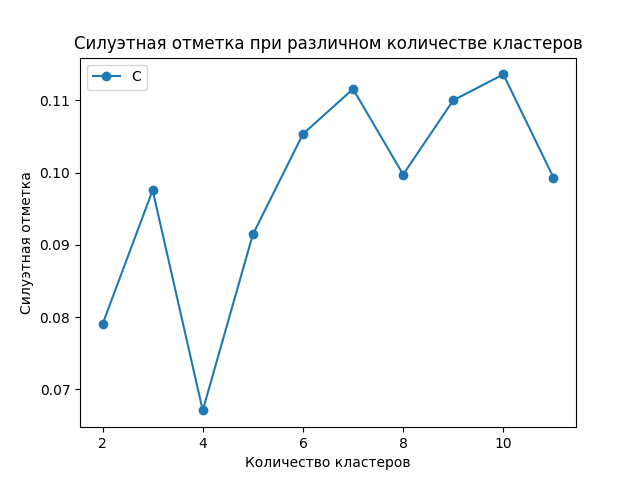 Силуэтная отметка при различном количестве кластеров
C
0.11
0.10
0.09
0.08
0.07
Силуэтная отметка
2 4 6 8 10
Количество кластеров